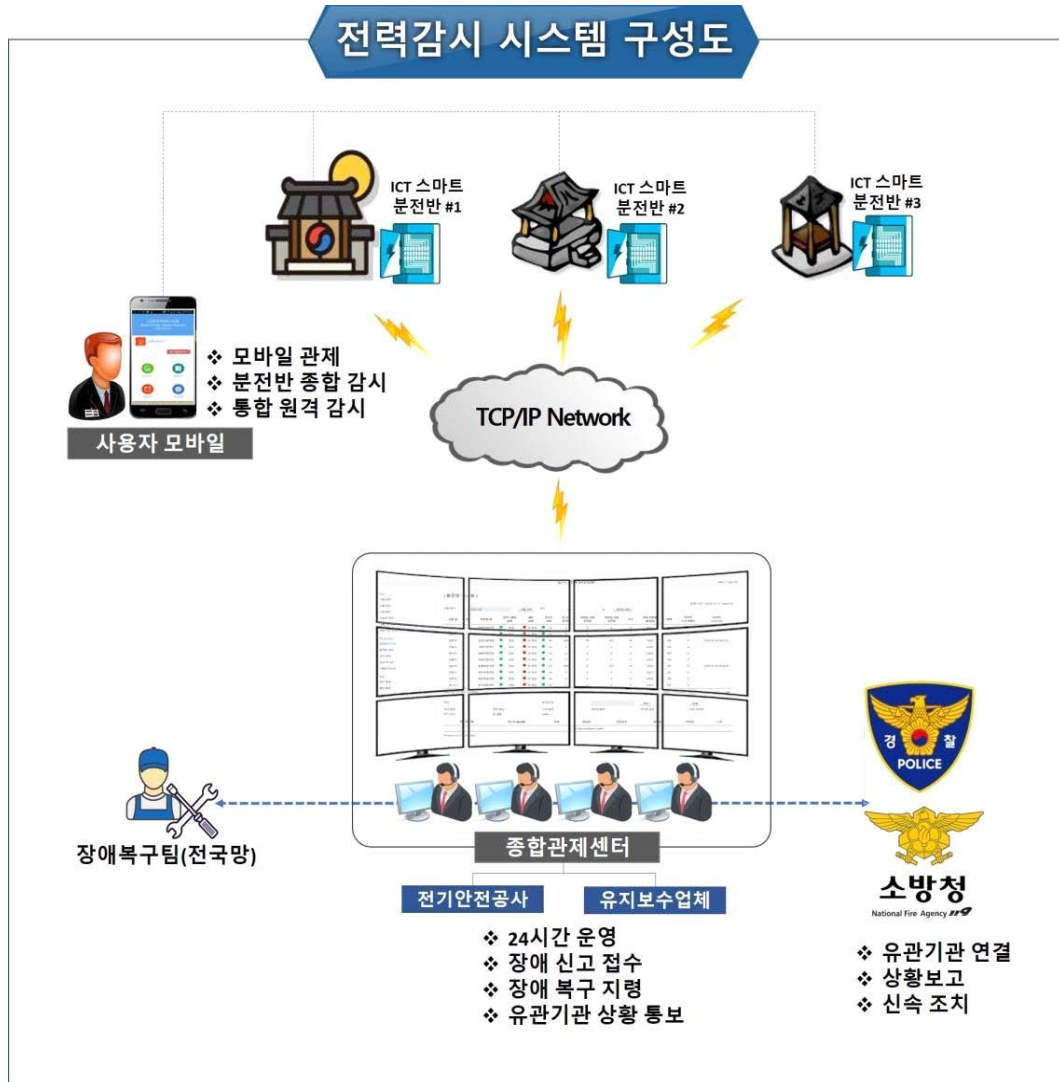 전력감시 시스템 구성도
ICT 스마트
분전반 #1
ICT 스마트
분전반 #2
ICT 스마트
분전반 #3
❖ 모바일 관제
❖ 분전반 종합 감시
❖ 통합 원격 감시
사용자 모바일
TCP/IP Network
경 찰
POLICE
장애복구팀(전국망)
종합관제센터
전기안전공사
유지보수업체
❖ 24시간 운영
❖ 장애 신고 접수
❖ 장애 복구 지령
❖ 유관기관 상황 통보
소방청
National Fire Agency 119
❖ 유관기관 연결
❖ 상황보고
❖ 신속 조치